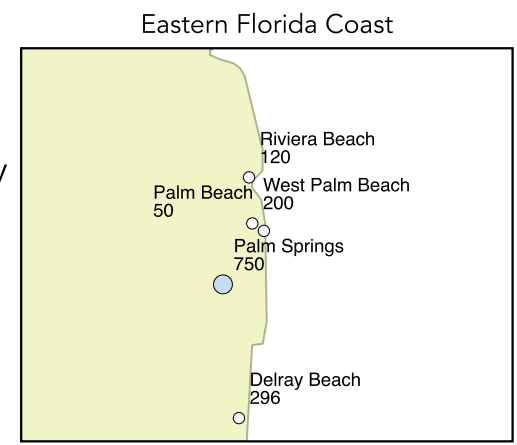 Eastern Florida Coast
Riviera Beach
120
Palm Beach
50
West Palm Beach
200
Palm Springs
750
Delray Beach
296